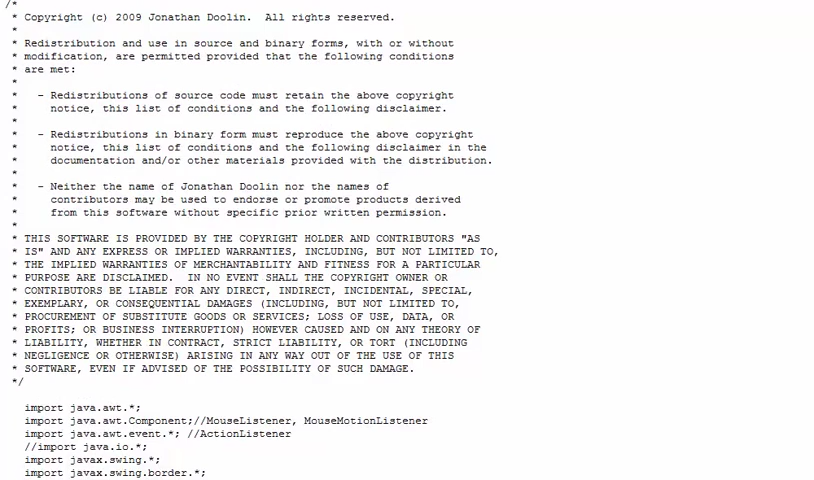 /*
* Copyright (c) 2009 Jonathan Doolin.  All rights reserved.
*
* Redistribution and use in source and binary forms, with or without
* modification, are permitted provided that the following conditions
* are met:
*
*   - Redistributions of source code must retain the above copyright
*     notice, this list of conditions and the following disclaimer.
*
*   - Redistributions in binary form must reproduce the above copyright
*     notice, this list of conditions and the following disclaimer in the
*     documentation and/or other materials provided with the distribution.
*
*   - Neither the name of Jonathan Doolin nor the names of
*     contributors may be used to endorse or promote products derived
*     from this software without specific prior written permission.
*
* THIS SOFTWARE IS PROVIDED BY THE COPYRIGHT HOLDER AND CONTRIBUTORS "AS
* IS" AND ANY EXPRESS OR IMPLIED WARRANTIES, INCLUDING, BUT NOT LIMITED TO,
* THE IMPLIED WARRANTIES OF MERCHANTABILITY AND FITNESS FOR A PARTICULAR
* PURPOSE ARE DISCLAIMED.  IN NO EVENT SHALL THE COPYRIGHT OWNER OR
* CONTRIBUTORS BE LIABLE FOR ANY DIRECT, INDIRECT, INCIDENTAL, SPECIAL,
* EXEMPLARY, OR CONSEQUENTIAL DAMAGES (INCLUDING, BUT NOT LIMITED TO,
* PROCUREMENT OF SUBSTITUTE GOODS OR SERVICES; LOSS OF USE, DATA, OR
* PROFITS; OR BUSINESS INTERRUPTION) HOWEVER CAUSED AND ON ANY THEORY OF
* LIABILITY, WHETHER IN CONTRACT, STRICT LIABILITY, OR TORT (INCLUDING
* NEGLIGENCE OR OTHERWISE) ARISING IN ANY WAY OUT OF THE USE OF THIS
* SOFTWARE, EVEN IF ADVISED OF THE POSSIBILITY OF SUCH DAMAGE.
*/
import java.awt.*;
import java.awt.Component;//MouseListener, MouseMotionListener
import java.awt.event.*; //ActionListener
//import java.io.*;
import javax.swing.*;
import javax.swing.border.*;